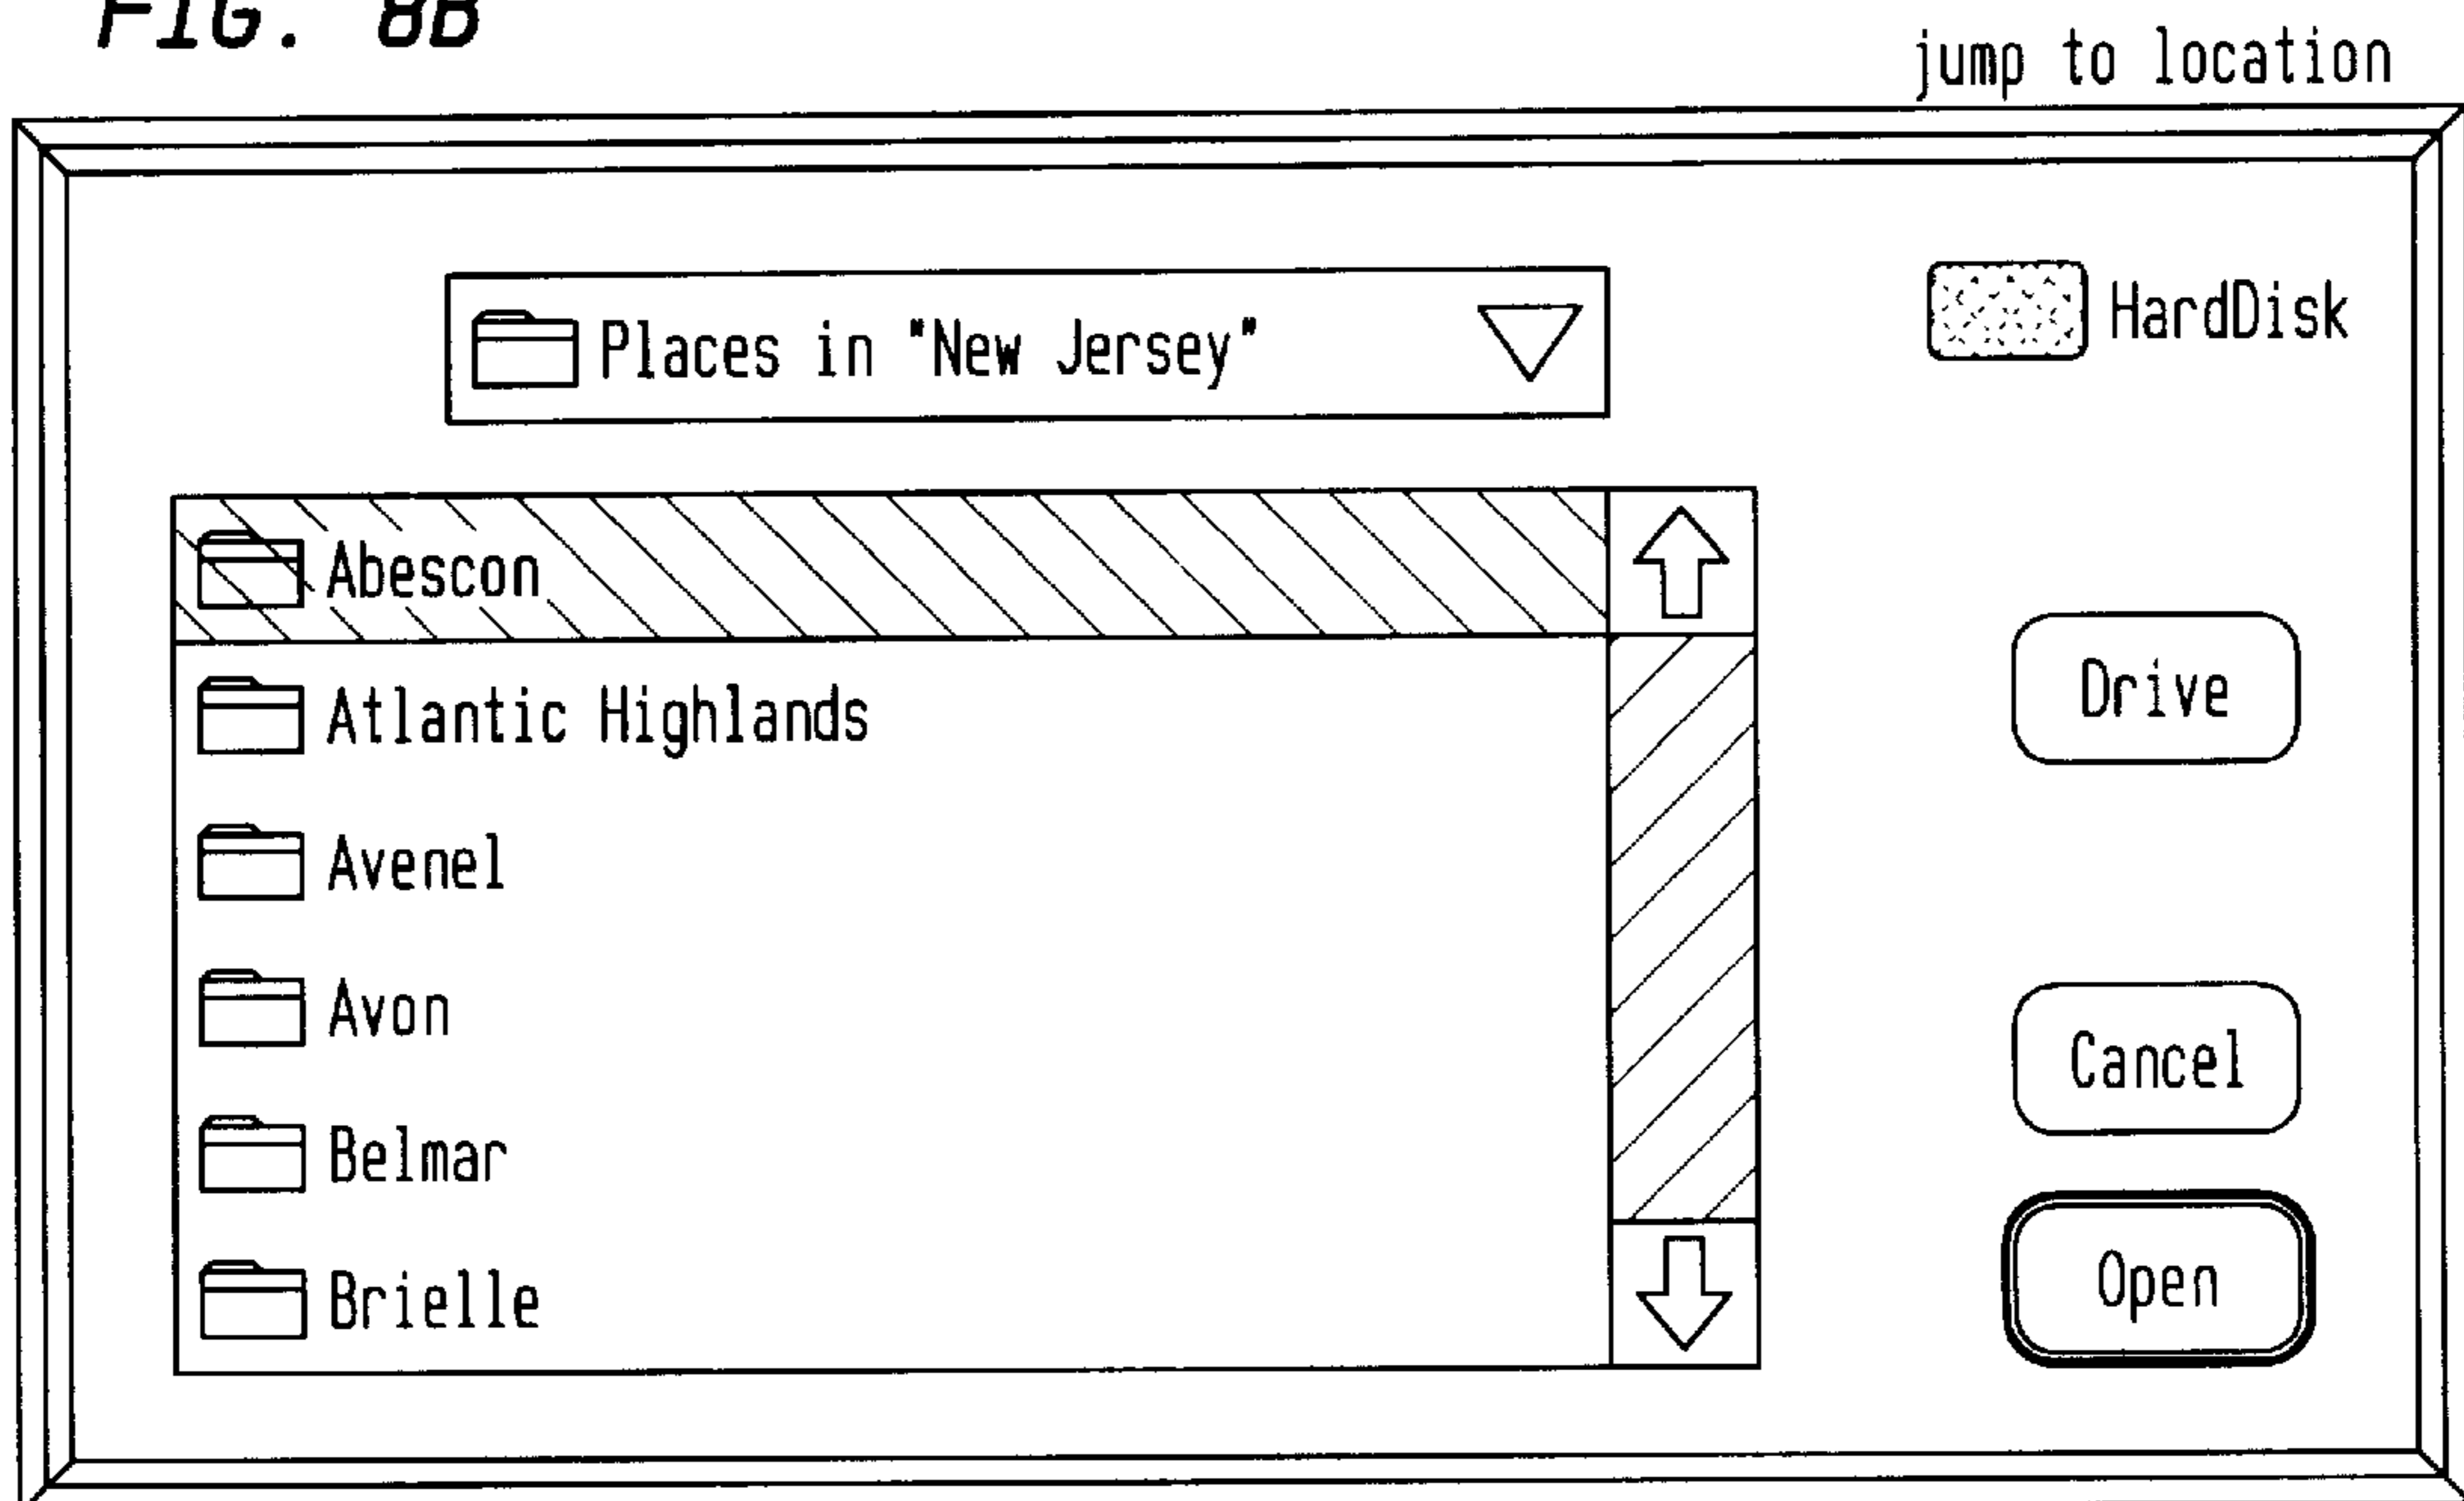 FIG. 8B
jump to location
Places in "New Jersey"
HardDisk
Abescon
Atlantic Highlands
Avenel
Avon
Belmar
Brielle
Drive
Cancel
Open